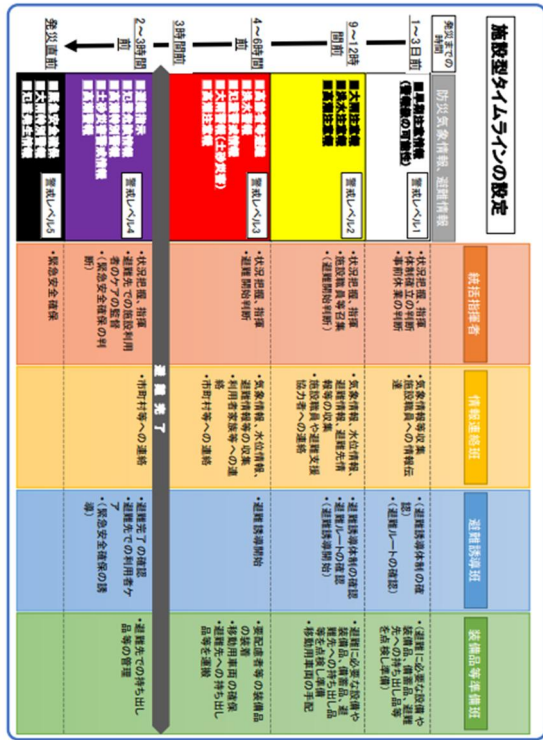 施設型タイムラインの設定
発災までの
時間
防災気象情報、避難情報
統括指揮者
情報連絡班
避難誘導班
装備品等準備班
1～3日前
警戒レベル1
■早期注意情報
(警報級の可能性)
・状況把握、指揮
・体制確立の判断
・事前休業の判断
・気象情報等収集
・施設職員への情報伝
達
・(避難誘導体制の確
認)
・(避難ルートの確認)
・(避難に必要な設備や
装備品、備蓄品、避難
先への持ち出し品等
を点検し準備)
9～12時
間前
警戒レベル2
■大雨注意報
■洪水注意報
■高潮注意報
・状況把握、指揮
・施設職員等召集
・(避難開始判断)
・気象情報、水位情報、
避難情報、避難先情
報等の収集
・施設職員や避難支援
協力者への連絡
・避難誘導体制の確認
・避難ルートの確認
・(避難誘導開始)
・避難に必要な設備や
装備品、備蓄品、避
難先への持ち出し品
等を点検し準備
・移動用車両の手配
4～6時間
前
警戒レベル3
■高齢者等避難
■洪水警報
■氾濫警戒情報
■大雨警報(土砂災害)
■高潮注意報
・状況把握、指揮
・避難開始判断
・気象情報、水位情報、
避難情報等の収集
・利用者家族等への連
絡
・市町村等への連絡
・避難誘導開始
・要配慮者等の装備品
の装着
・移動用車両の確保
・避難先への持ち出し
品等を運搬
3時間前
避難完了
2～3時間
前
警戒レベル4
■避難指示
■氾濫危険情報
■高潮特別警報
■土砂災害警戒情報
■高潮警報
・状況把握、指揮
・避難先での施設利用
者のケアの監督
・(緊急安全確保の判
断)
・市町村等への連絡
・避難完了の確認
・避難先での利用者ケ
ア
・(緊急安全確保の誘
導)
・避難先での持ち出し
品等の管理
発災直前
警戒レベル5
■緊急安全確保
■大雨特別警報
■氾濫発生情報
・緊急安全確保